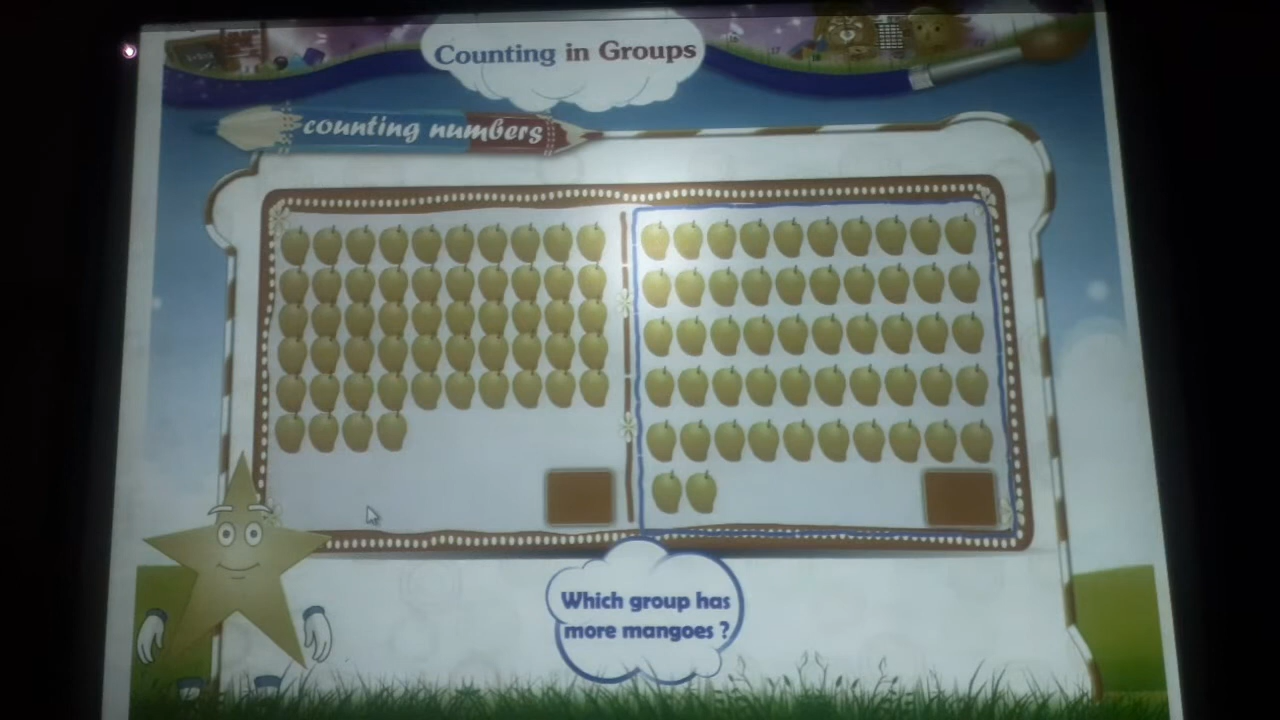 Counting in Groups
counting numbers
Which group has
more mangoes ?